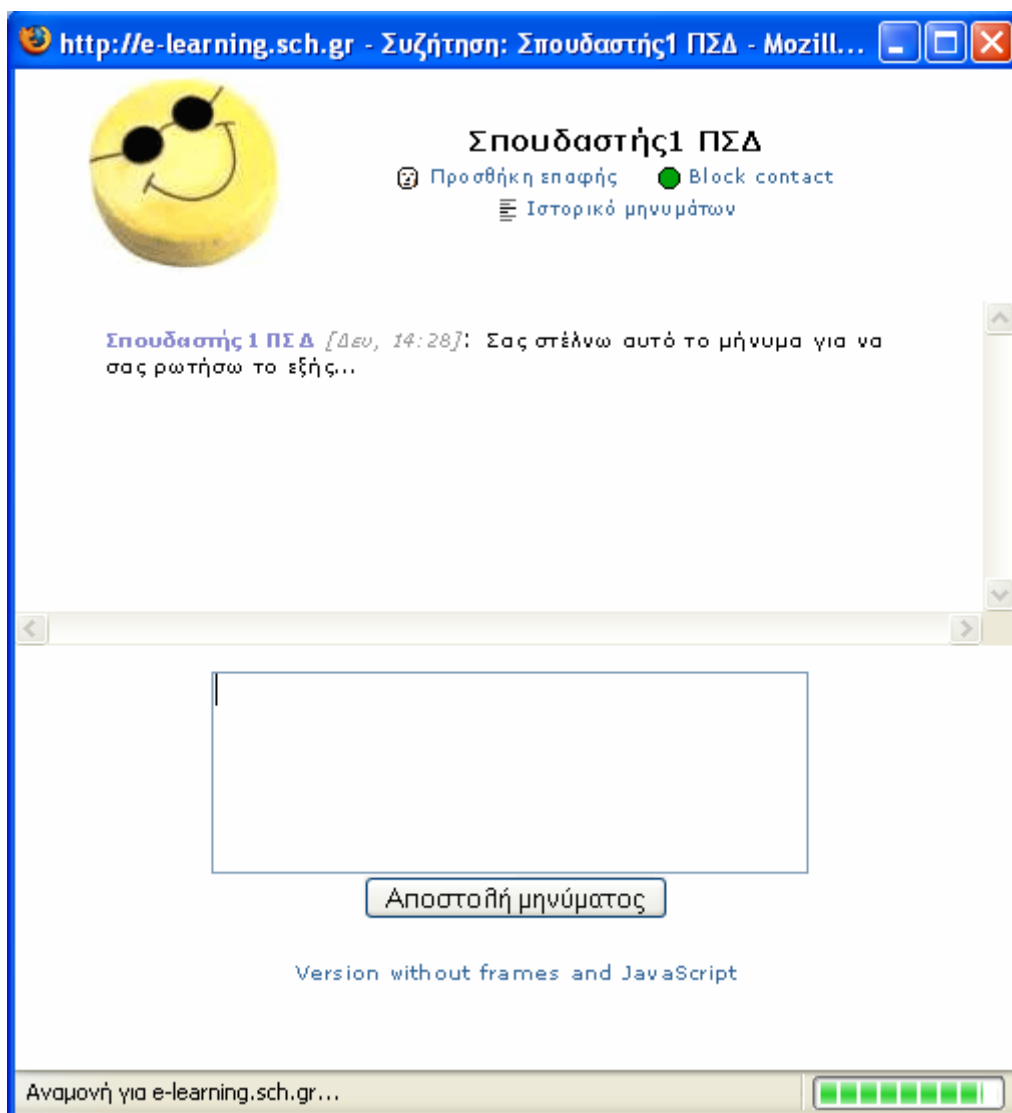 http://e-learning.sch.gr - Συζήτηση: Σπουδαστής1 ΠΣΔ - Mozill...
Σπουδαστής1 ΠΣΔ
Προσθήκη επαφής Block contact
Ιστορικό μηνυμάτων
Σπουδαστής1 ΠΣΔ [Δευ, 14:28]: Σας στέλνω αυτό το μήνυμα για να
σας ρωτήσω το εξής...
Αποστολή μηνύματος
Version without frames and JavaScript
Αναμονή για e-learning.sch.gr...